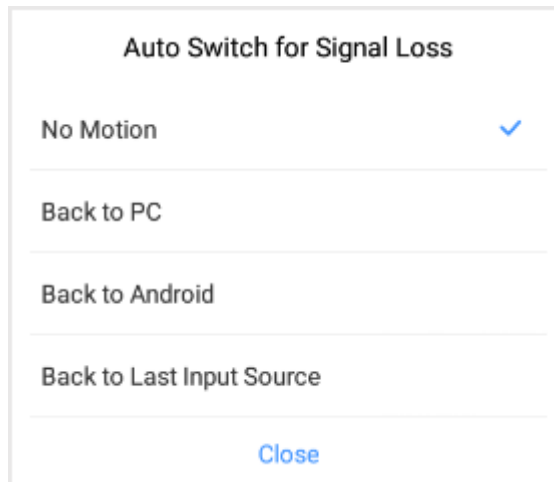 Auto Switch for Signal Loss
No Motion
Back to PC
Back to Android
Back to Last Input Source
Close